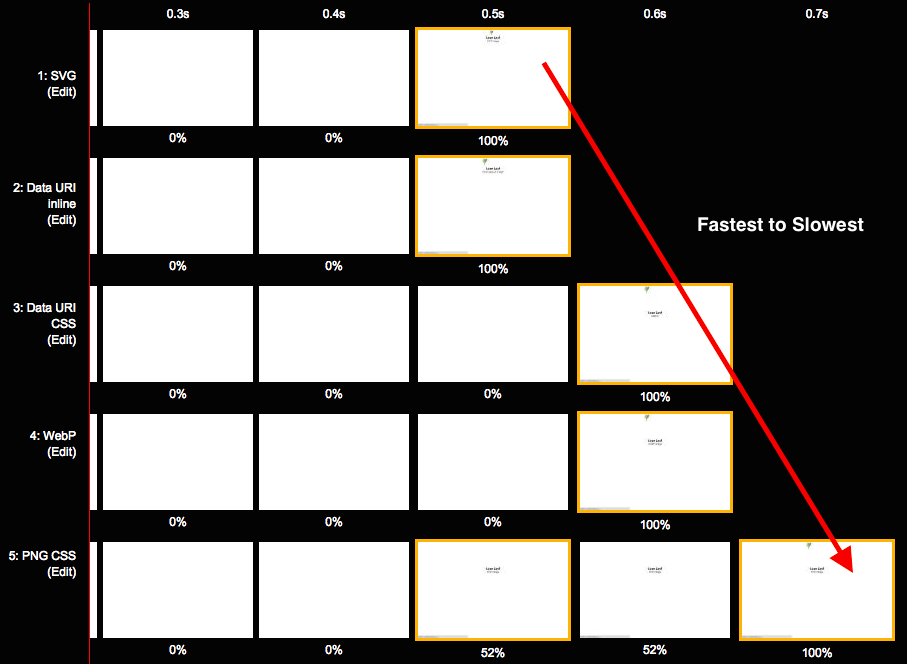 0.3s 0.4s 0.5s 0.6s 0.7s
1: SVG
(Edit)
0% 0% 100%
2: Data URI
inline
(Edit)
0% 0% 100%
Fastest to Slowest
3: Data URI
CSS
(Edit)
0% 0% 0% 100%
4: WebP
(Edit)
0% 0% 0% 100%
5: PNG CSS
(Edit)
0% 0% 52% 52% 100%